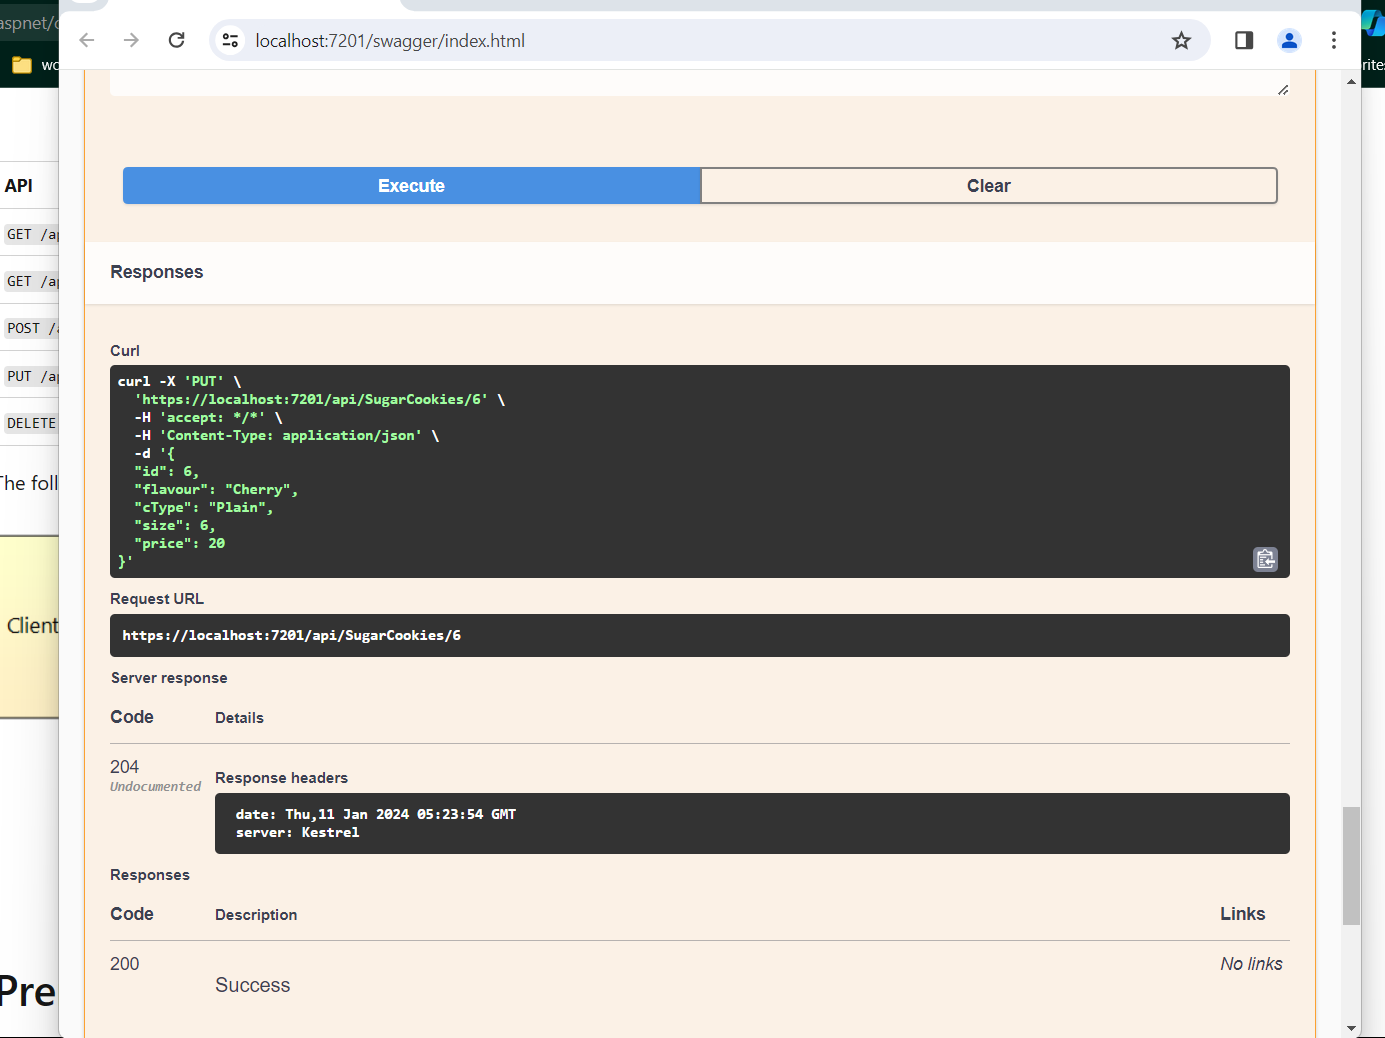 aspnet/
localhost:7201/swagger/index.html
wo
rites
API
GET /ap
GET /ap
POST /a
PUT /ap
DELETE
The foll
Client
Pre
Execute
Clear
Responses
Curl
curl -X 'PUT' \
'https://localhost:7201/api/SugarCookies/6' \
-H 'accept: */*' \
-H 'Content-Type: application/json' \
-d '{
"id": 6,
"flavour": "Cherry",
"cType": "Plain",
"size": 6,
"price": 20
}'
Request URL
https://localhost:7201/api/SugarCookies/6
Server response
Code Details
204
Undocumented
Response headers
date: Thu,11 Jan 2024 05:23:54 GMT
server: Kestrel
Responses
Code Description Links
200
Success
No links